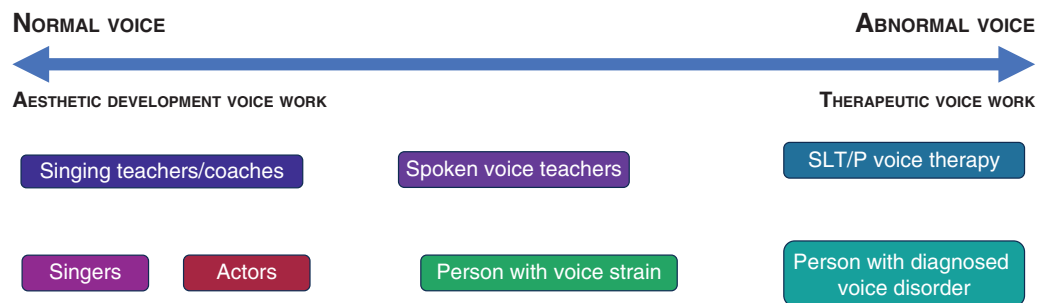 NORMAL VOICE
ABNORMAL VOICE
AESTHETIC DEVELOPMENT VOICE WORK
THERAPEUTIC VOICE WORK
Singing teachers/coaches
Spoken voice teachers
SLT/P voice therapy
Singers
Actors
Person with voice strain
Person with diagnosed
voice disorder